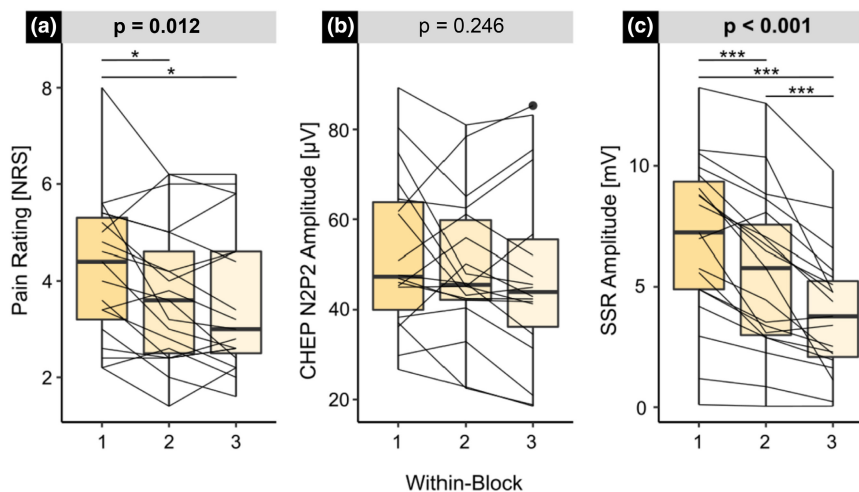 (a) p = 0.012
(b) p = 0.246
(c) p < 0.001
* 
*
***
***
***
Pain Rating [NRS]
8
6
4
2
1 2 3
CHEP N2P2 Amplitude [µV]
80
60
40
20
1 2 3
SSR Amplitude [mV]
10
5
0
1 2 3
Within-Block